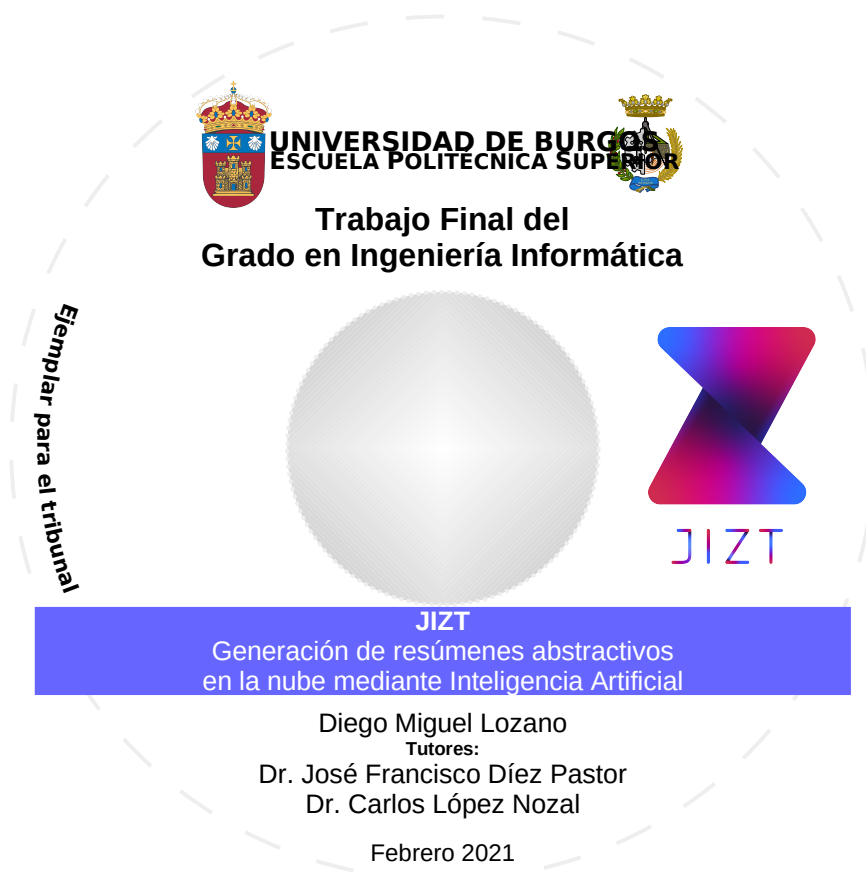 UNIVERSIDAD DE BURGOS
ESCUELA POLITÉCNICA SUPERIOR
Trabajo Final del
Grado en Ingeniería Informática
Ejemplar para el tribunal
JIZT
JIZT
Generación de resúmenes abstractivos
en la nube mediante Inteligencia Artificial
Diego Miguel Lozano
Tutores:
Dr. José Francisco Díez Pastor
Dr. Carlos López Nozal
Febrero 2021